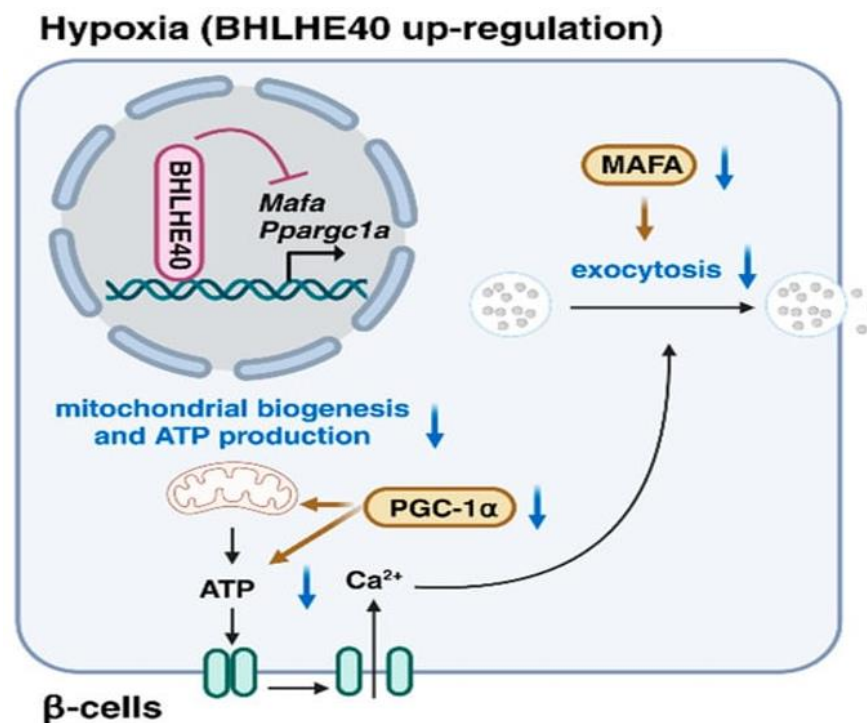 Hypoxia (BHLHE40 up-regulation)
BHLHE40
Mafa
Ppargc1a
MAFA
exocytosis
mitochondrial biogenesis
and ATP production
PGC-1α
ATP
Ca²⁺
β-cells